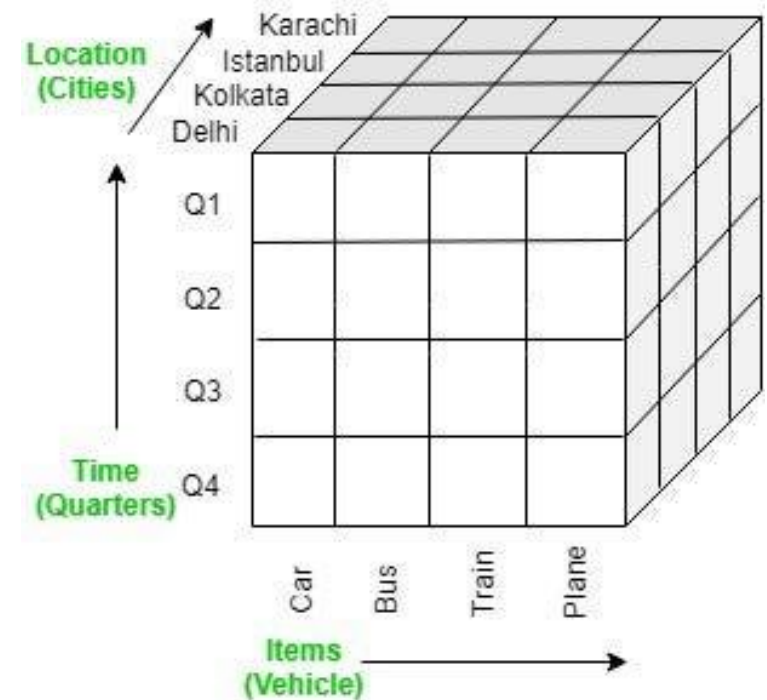 Karachi
Location
(Cities)
Istanbul
Kolkata
Delhi
Q1
Q2
Q3
Time
(Quarters)
Q4
Car
Bus
Train
Plane
Items
(Vehicle)